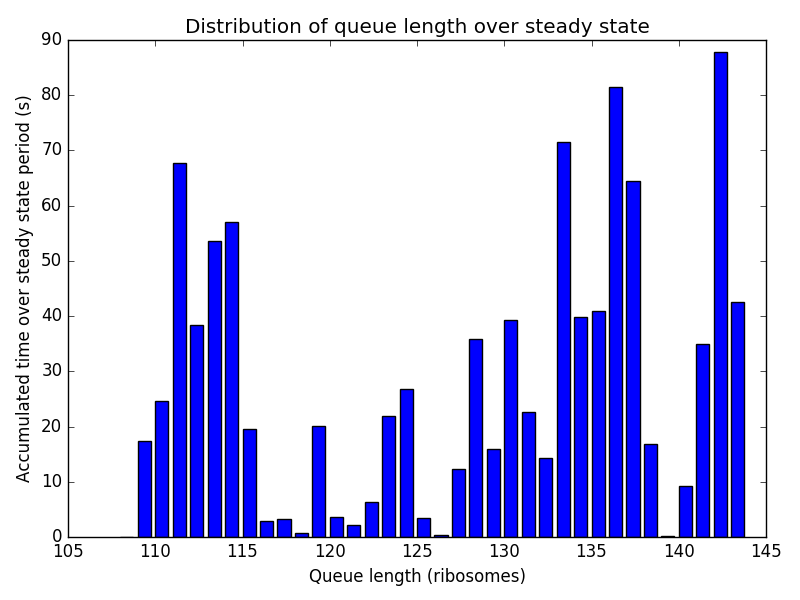 Distribution of queue length over steady state
Accumulated time over steady state period (s)
90
80
70
60
50
40
30
20
10
0
105 110 115 120 125 130 135 140 145
Queue length (ribosomes)